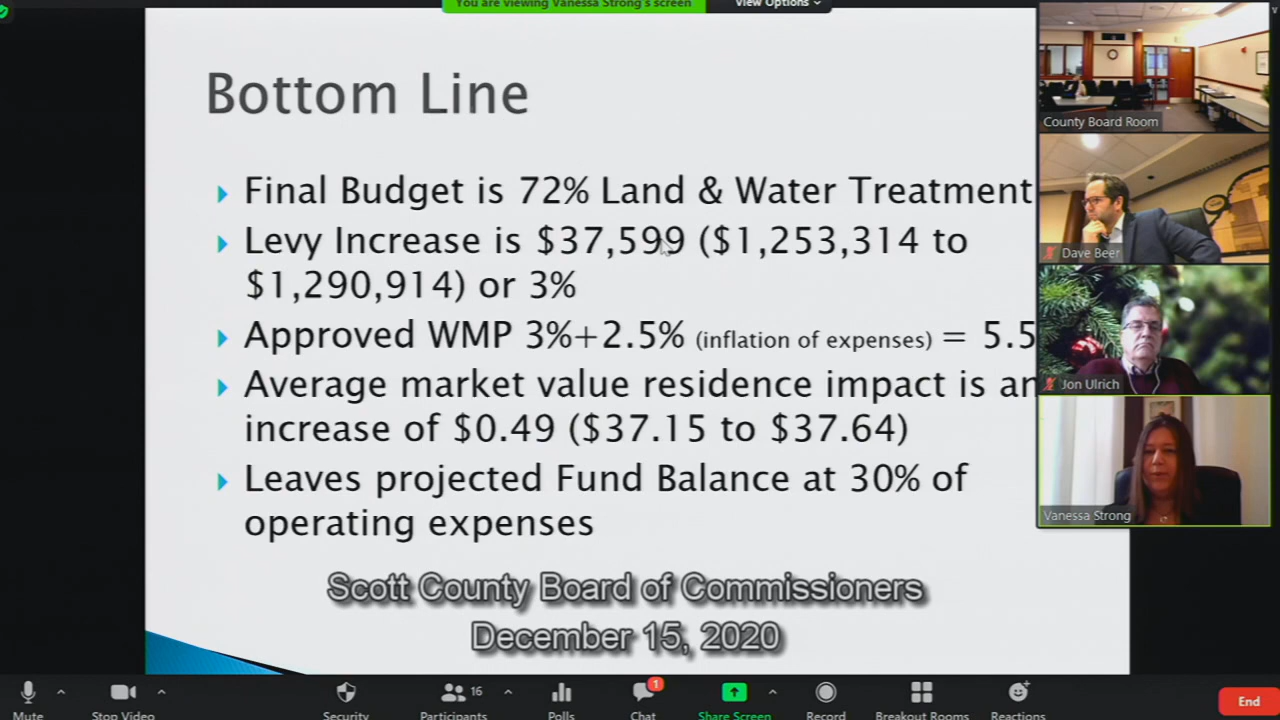 You are viewing Vanessa Strong's screen
View Options
Bottom Line
Final Budget is 72% Land & Water Treatment
Levy Increase is $37,599 ($1,253,314 to
$1,290,914) or 3%
Approved WMP 3%+2.5% (inflation of expenses) = 5.5
Average market value residence impact is an
increase of $0.49 ($37.15 to $37.64)
Leaves projected Fund Balance at 30% of
operating expenses
Scott County Board of Commissioners
December 15, 2020
County Board Room
Dave Beer
Jon Ulrich
Vanessa Strong
Mute
Stop Video
Security
Participants
16
Polls
Chat
1
Share Screen
Record
Breakout Rooms
Reactions
End